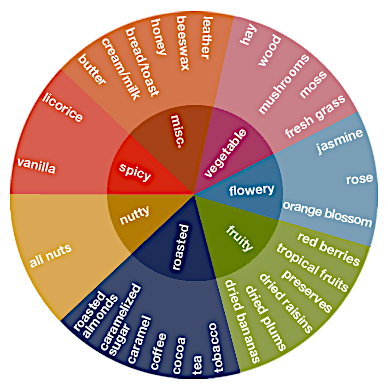 leather
beeswax
honey
bread/toast
cream/milk
butter
hay
wood
mushrooms
moss
fresh grass
jasmine
rose
orange blossom
red berries
tropical fruits
preserves
dried raisins
dried plums
dried bananas
tobacco
tea
cocoa
coffee
caramel
caramelized
sugar
roasted
almonds
all nuts
vanilla
licorice
misc.
vegetable
flowery
fruity
roasted
nutty
spicy